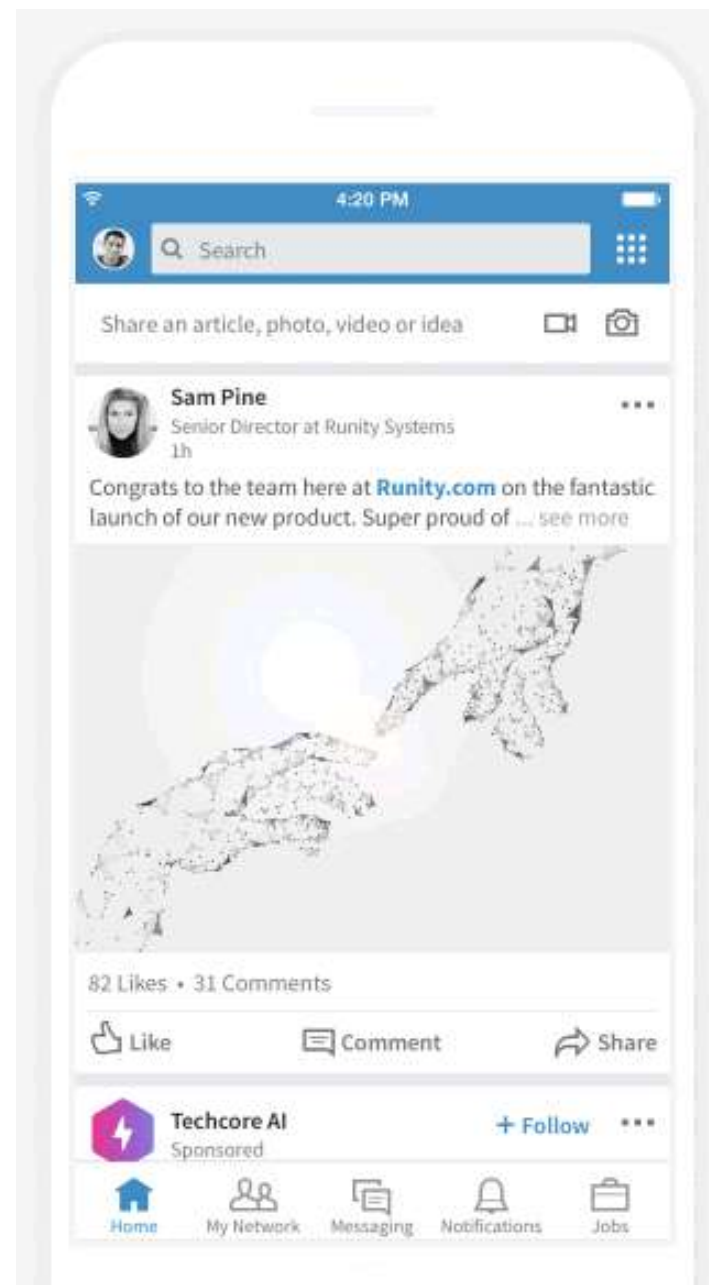 4:20 PM
Search
Share an article, photo, video or idea
Sam Pine
Senior Director at Runity Systems
1h
Congrats to the team here at Runity.com on the fantastic
launch of our new product. Super proud of ... see more
82 Likes • 31 Comments
Like Comment Share
Techcore AI + Follow
Sponsored
Home My Network Messaging Notifications Jobs